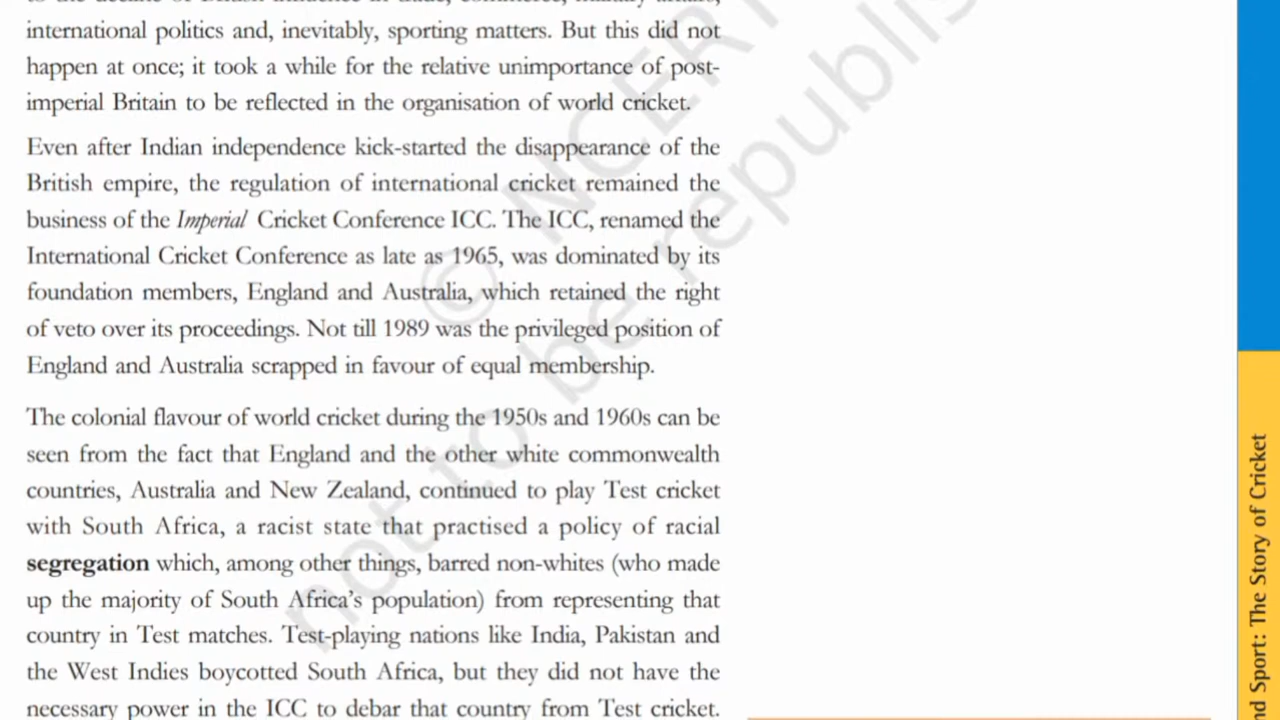 international politics and, inevitably, sporting matters. But this did not
happen at once; it took a while for the relative unimportance of post-
imperial Britain to be reflected in the organisation of world cricket.
Even after Indian independence kick-started the disappearance of the
British empire, the regulation of international cricket remained the
business of the Imperial Cricket Conference ICC. The ICC, renamed the
International Cricket Conference as late as 1965, was dominated by its
foundation members, England and Australia, which retained the right
of veto over its proceedings. Not till 1989 was the privileged position of
England and Australia scrapped in favour of equal membership.
The colonial flavour of world cricket during the 1950s and 1960s can be
seen from the fact that England and the other white commonwealth
countries, Australia and New Zealand, continued to play Test cricket
with South Africa, a racist state that practised a policy of racial
segregation which, among other things, barred non-whites (who made
up the majority of South Africa's population) from representing that
country in Test matches. Test-playing nations like India, Pakistan and
the West Indies boycotted South Africa, but they did not have the
necessary power in the ICC to debar that country from Test cricket.
© NCERT
not to be republis
nd Sport: The Story of Cricket